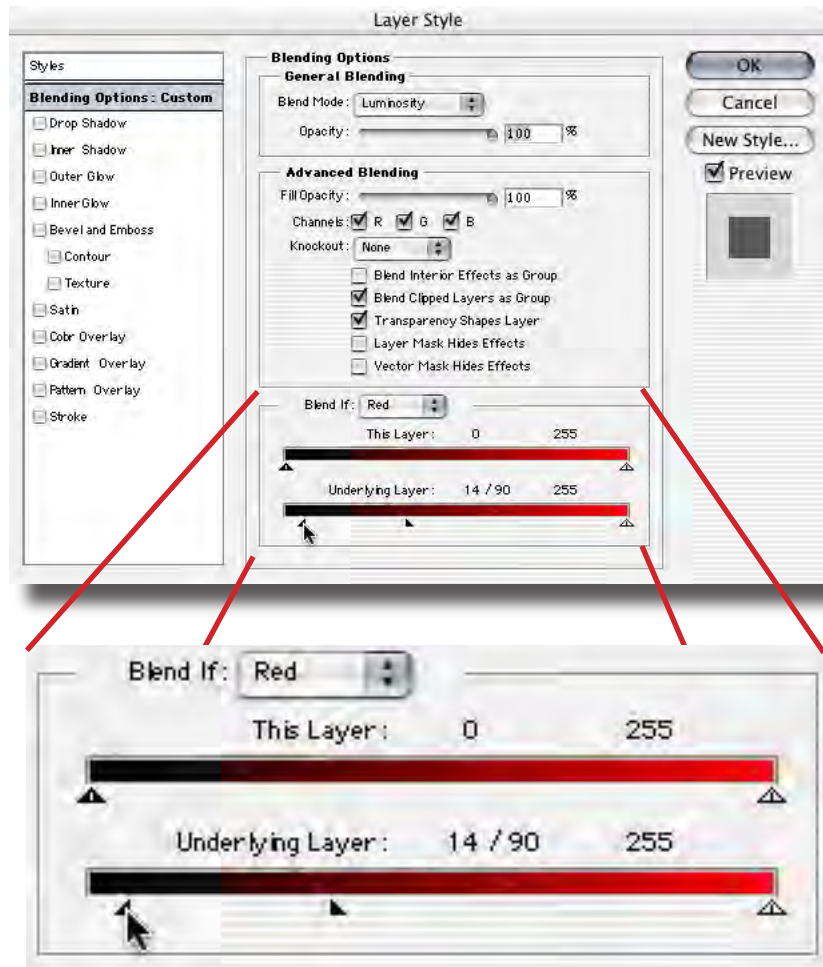 Layer Style
Styles
Blending Options: Custom
Drop Shadow
Inner Shadow
Outer Glow
Inner Glow
Bevel and Emboss
Contour
Texture
Satin
Color Overlay
Gradient Overlay
Pattern Overlay
Stroke
Blending Options
General Blending
Blend Mode: Luminosity
Opacity: 100 %
Advanced Blending
Fill Opacity: 100 %
Channels: R G B
Knockout: None
Blend Interior Effects as Group
Blend Clipped Layers as Group
Transparency Shapes Layer
Layer Mask Hides Effects
Vector Mask Hides Effects
Blend If: Red
This Layer: 0 255
Underlying Layer: 14 / 90 255
OK
Cancel
New Style...
Preview
Blend If: Red
This Layer: 0 255
Underlying Layer: 14 / 90 255